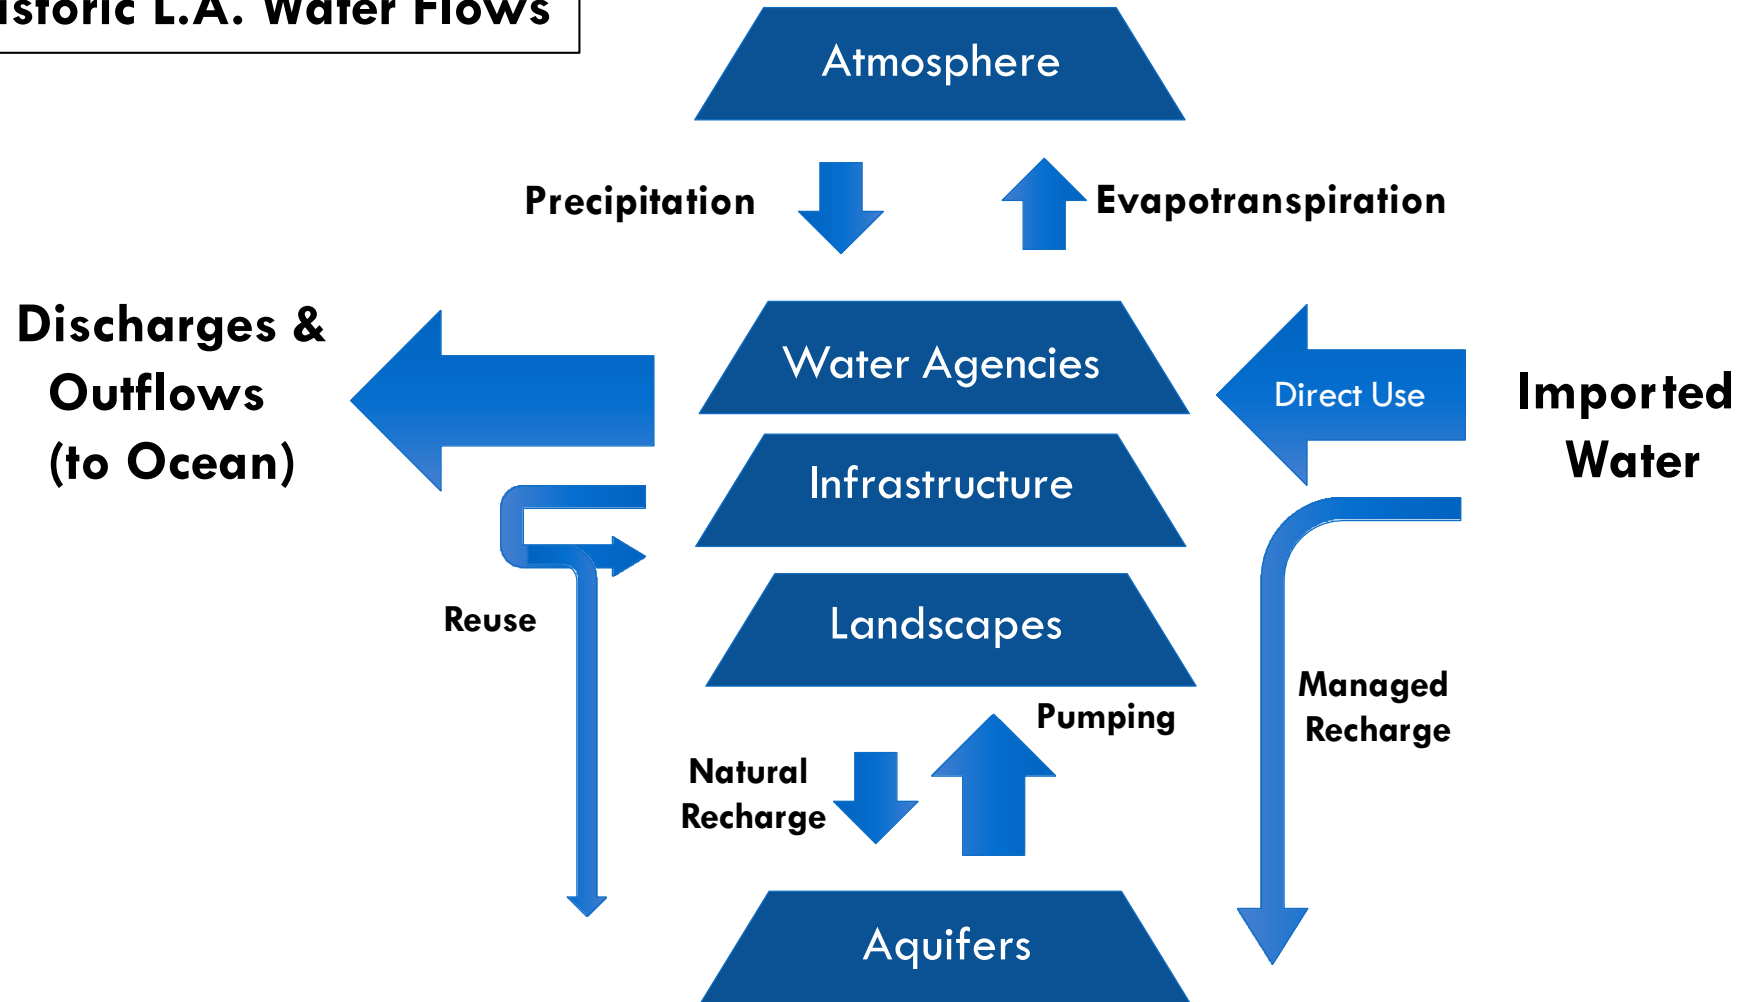 istoric L.A. Water Flows
Atmosphere
Precipitation
Evapotranspiration
Discharges &
Outflows
(to Ocean)
Water Agencies
Direct Use
Imported
Water
Infrastructure
Reuse
Landscapes
Managed
Recharge
Pumping
Natural
Recharge
Aquifers